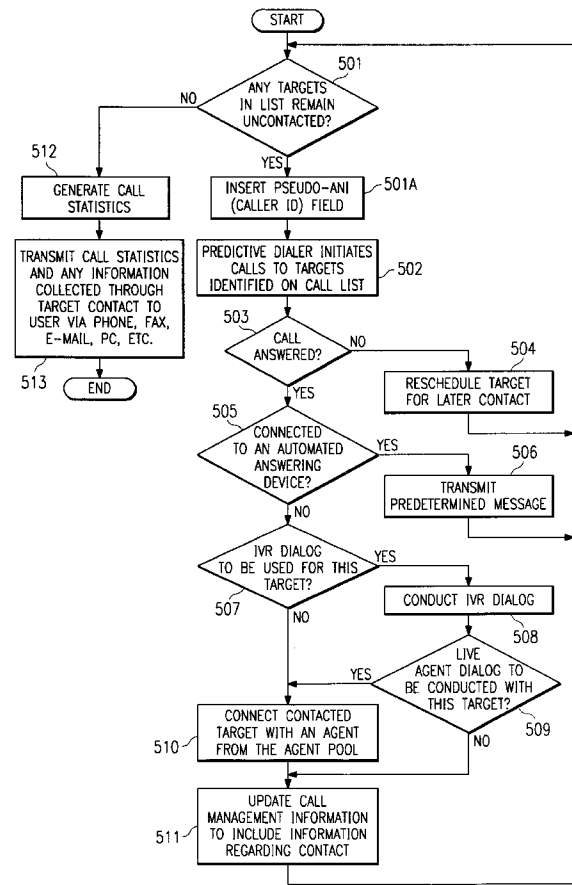 START
501
ANY TARGETS
IN LIST REMAIN
UNCONTACTED?
NO
YES
512
GENERATE CALL
STATISTICS
INSERT PSEUDO-ANI
(CALLER ID) FIELD
501A
TRANSMIT CALL STATISTICS
AND ANY INFORMATION
COLLECTED THROUGH
TARGET CONTACT TO
USER VIA PHONE, FAX,
E-MAIL, PC, ETC.
513
END
PREDICTIVE DIALER INITIATES
CALLS TO TARGETS
IDENTIFIED ON CALL LIST
502
503
CALL
ANSWERED?
NO
YES
504
RESCHEDULE TARGET
FOR LATER CONTACT
505
CONNECTED
TO AN AUTOMATED
ANSWERING
DEVICE?
YES
NO
506
TRANSMIT
PREDETERMINED MESSAGE
IVR DIALOG
TO BE USED FOR THIS
TARGET?
507
YES
NO
CONDUCT IVR DIALOG
508
LIVE
AGENT DIALOG TO
BE CONDUCTED WITH
THIS TARGET?
509
YES
NO
510
CONNECT CONTACTED
TARGET WITH AN AGENT
FROM THE AGENT POOL
511
UPDATE CALL
MANAGEMENT INFORMATION
TO INCLUDE INFORMATION
REGARDING CONTACT